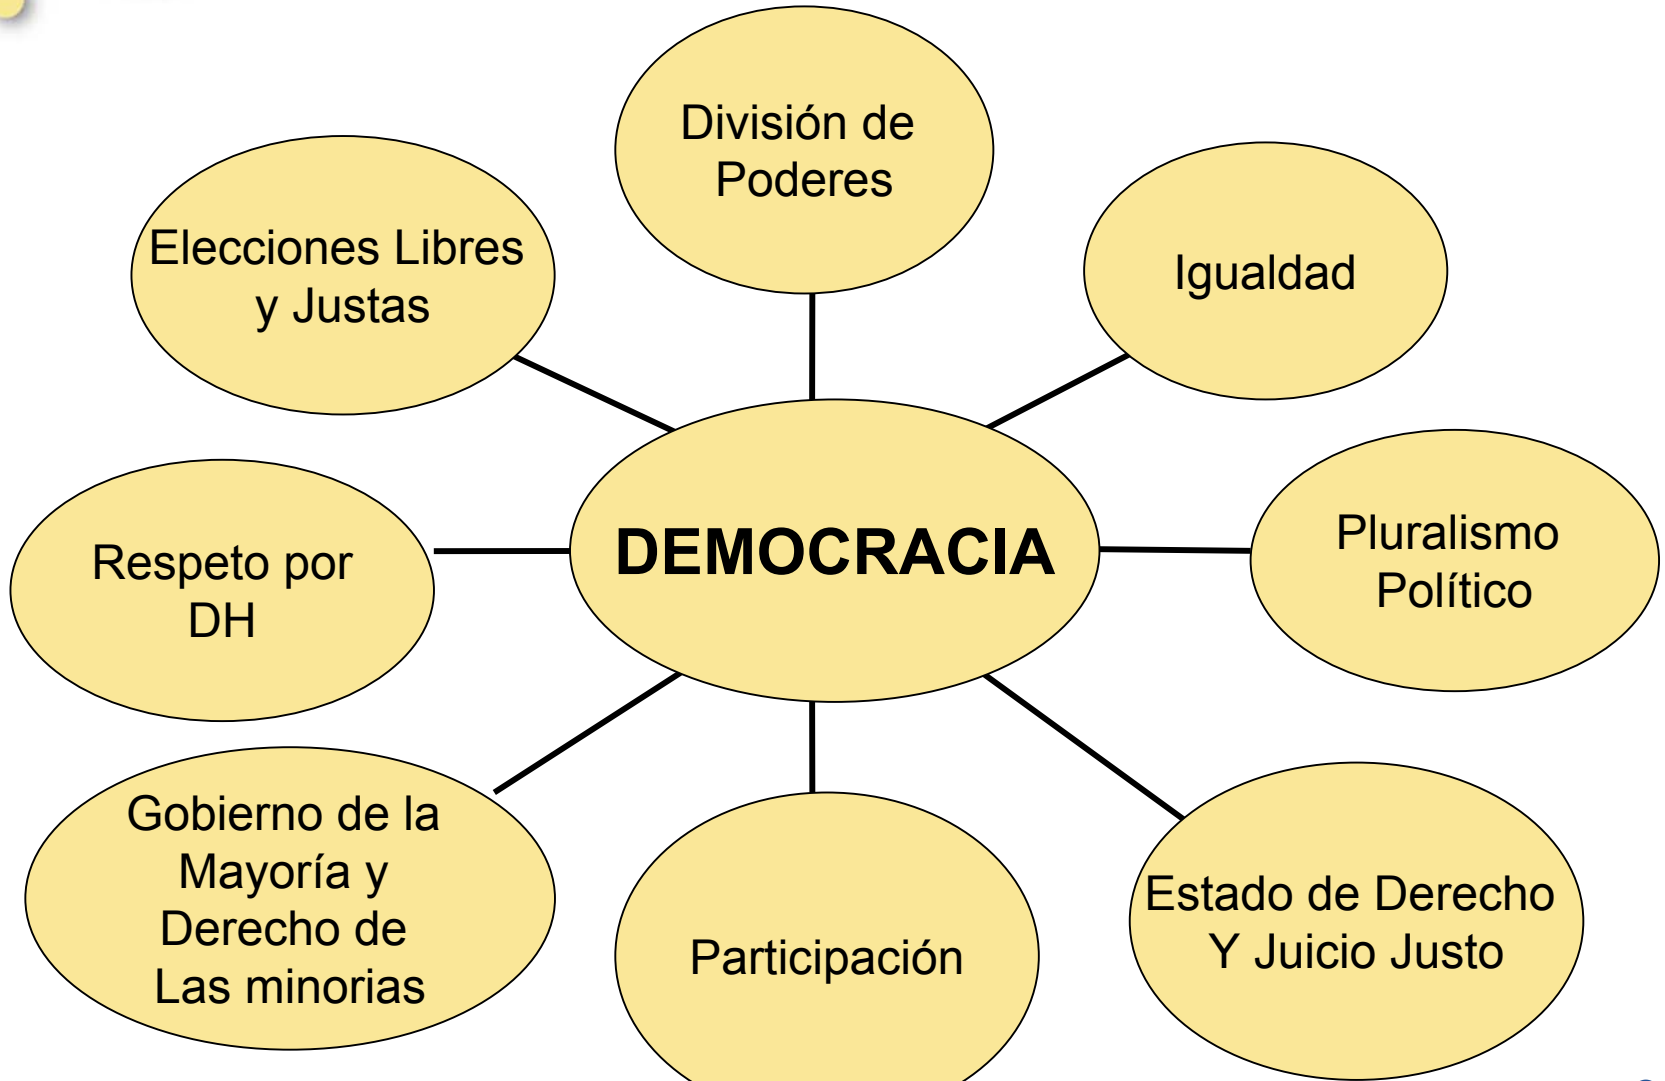 División de
Poderes
Elecciones Libres
y Justas
Igualdad
DEMOCRACIA
Pluralismo
Político
Respeto por
DH
Gobierno de la
Mayoría y
Derecho de
Las minorias
Participación
Estado de Derecho
Y Juicio Justo